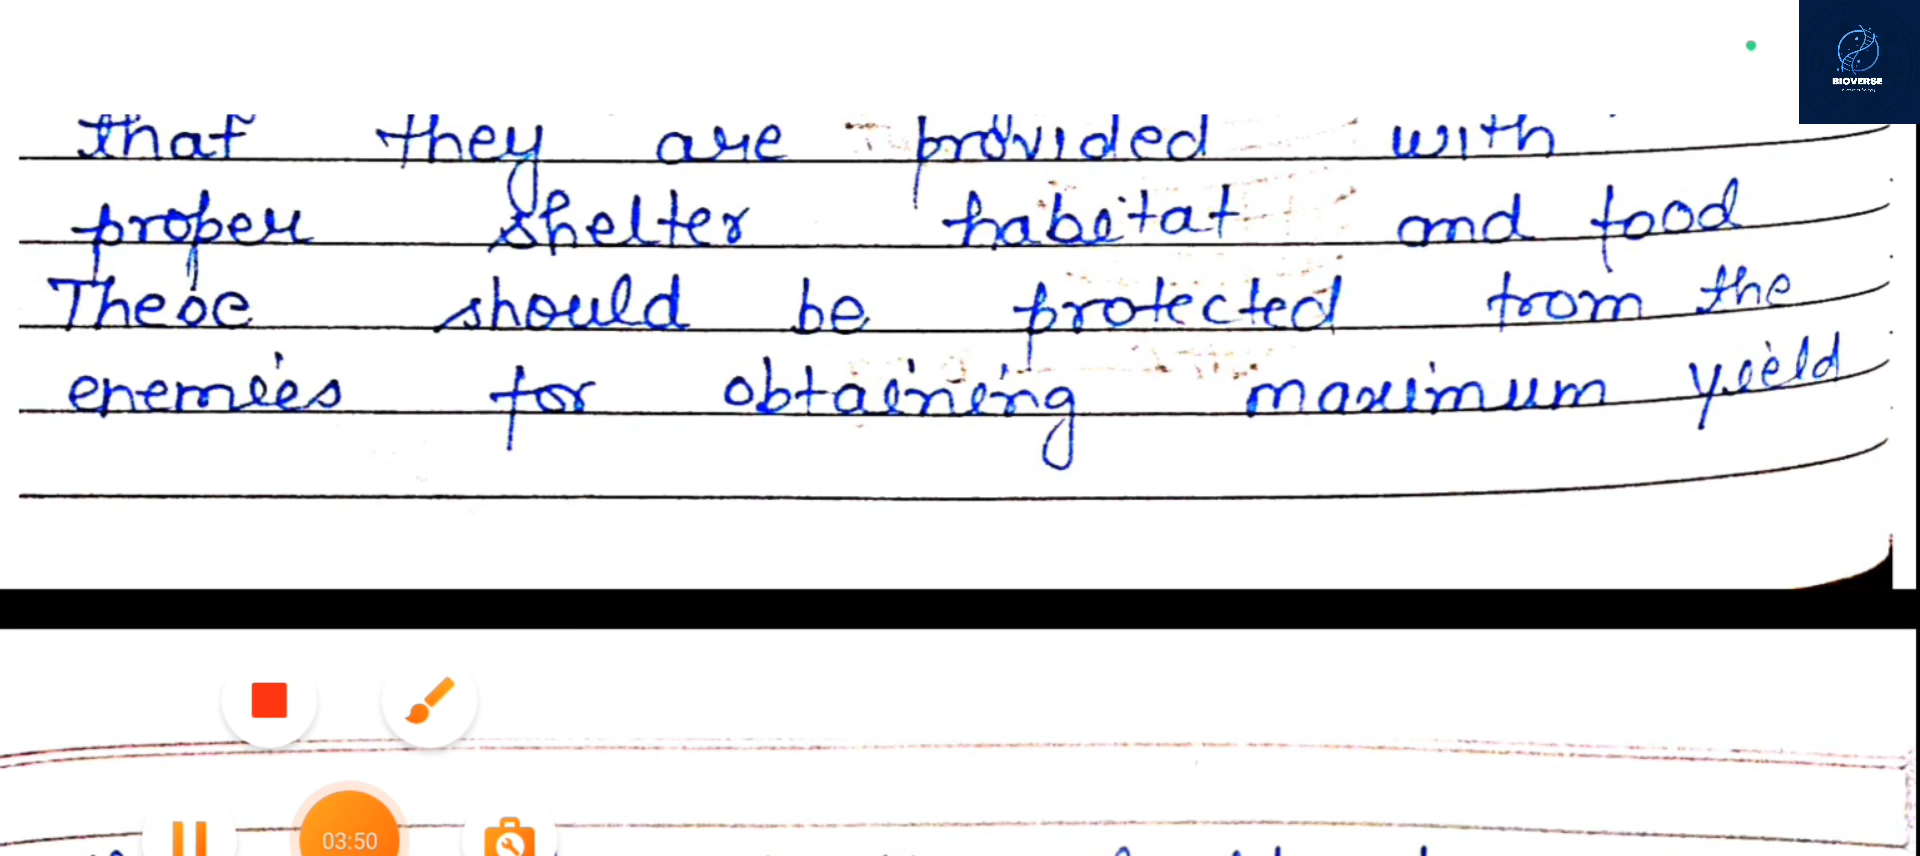 BIOVERSE
that they are provided with
proper shelter habitat and food
These should be protected from the
enemies for obtaining maximum yield
03:50